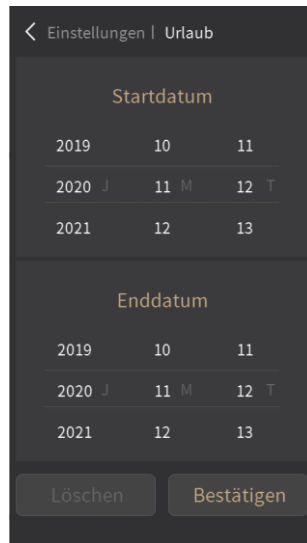 Einstellungen | Urlaub
Startdatum
2019 10 11
2020 J 11 M 12 T
2021 12 13
Enddatum
2019 10 11
2020 J 11 M 12 T
2021 12 13
Löschen Bestätigen